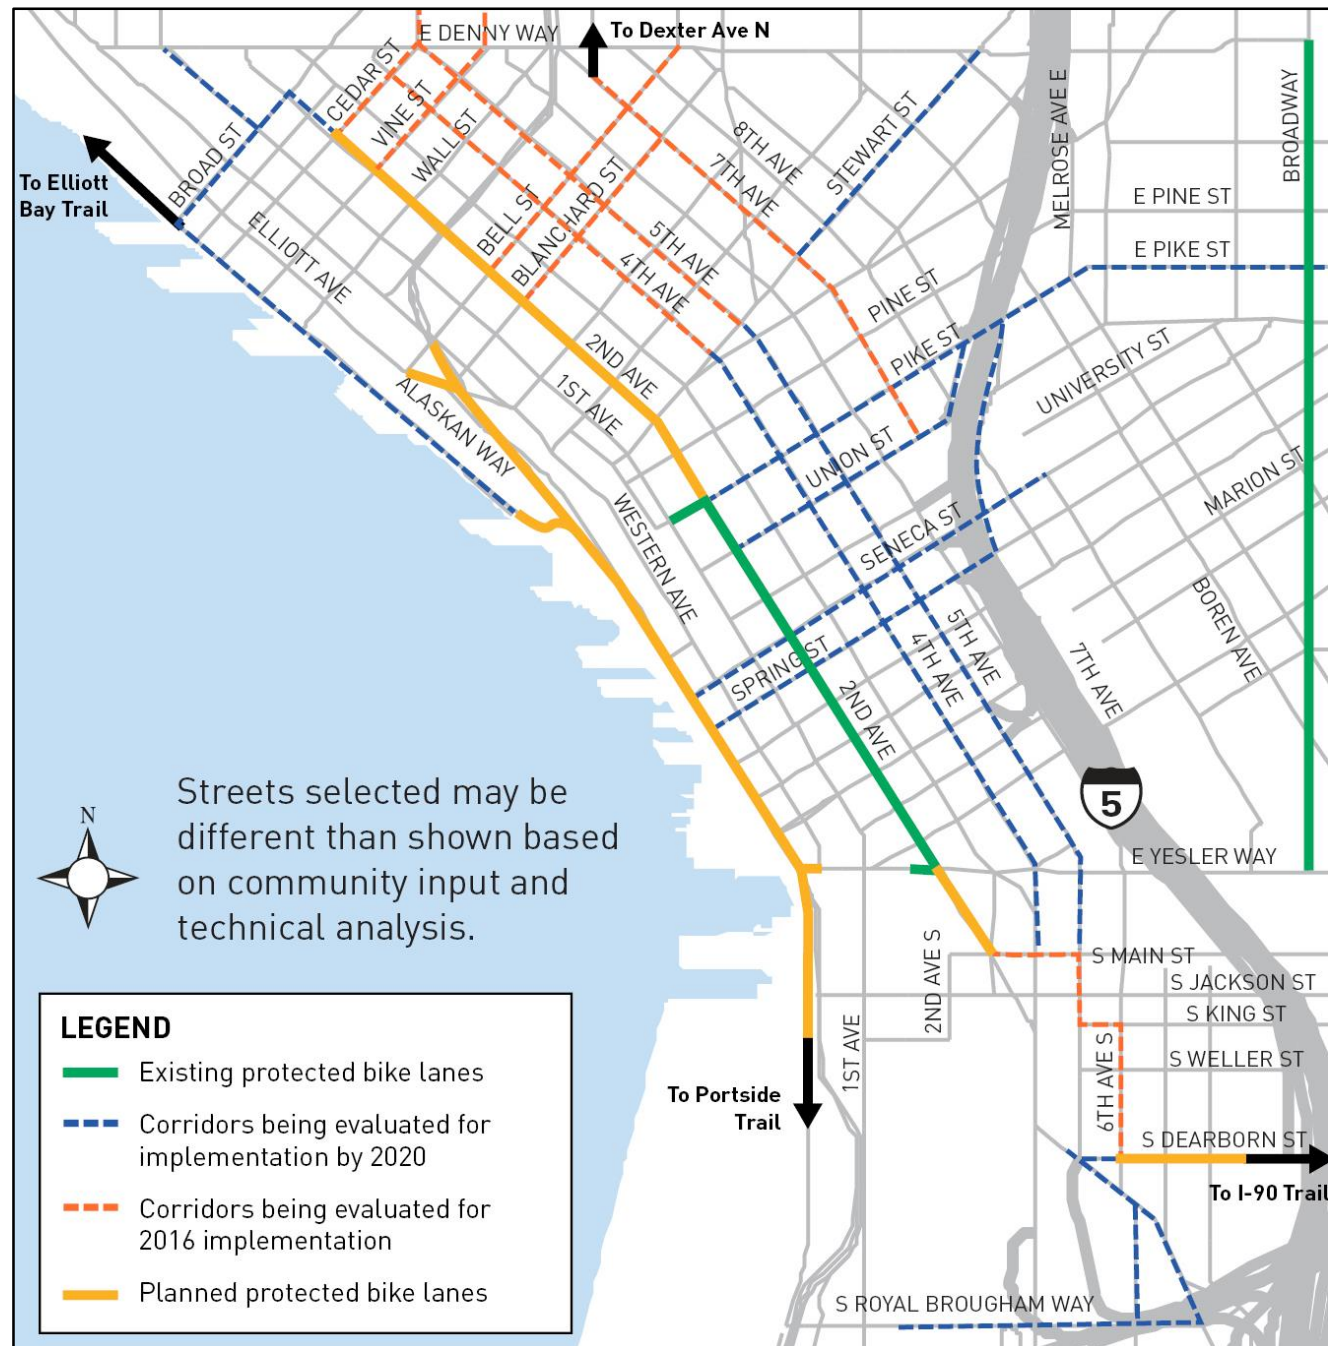 E DENNY WAY
To Dexter Ave N
CEDAR ST
VINE ST
WALL ST
BROAD ST
To Elliott
Bay Trail
ELLIOTT AVE
BELL ST
BLANCHARD ST
8TH AVE
7TH AVE
STEWART ST
MELROSE AVE E
BROADWAY
E PINE ST
E PIKE ST
5TH AVE
4TH AVE
PINE ST
PIKE ST
UNIVERSITY ST
2ND AVE
1ST AVE
ALASKAN WAY
UNION ST
MARION ST
WESTERN AVE
SENECA ST
BOREN AVE
SPRING ST
5TH AVE
4TH AVE
7TH AVE
2ND AVE
5
E YESLER WAY
N
Streets selected may be
different than shown based
on community input and
technical analysis.
2ND AVE S
S MAIN ST
S JACKSON ST
S KING ST
1ST AVE
S WELLER ST
6TH AVE S
To Portside
Trail
S DEARBORN ST
To I-90 Trail
S ROYAL BROUGHAM WAY
LEGEND
Existing protected bike lanes
Corridors being evaluated for
implementation by 2020
Corridors being evaluated for
2016 implementation
Planned protected bike lanes